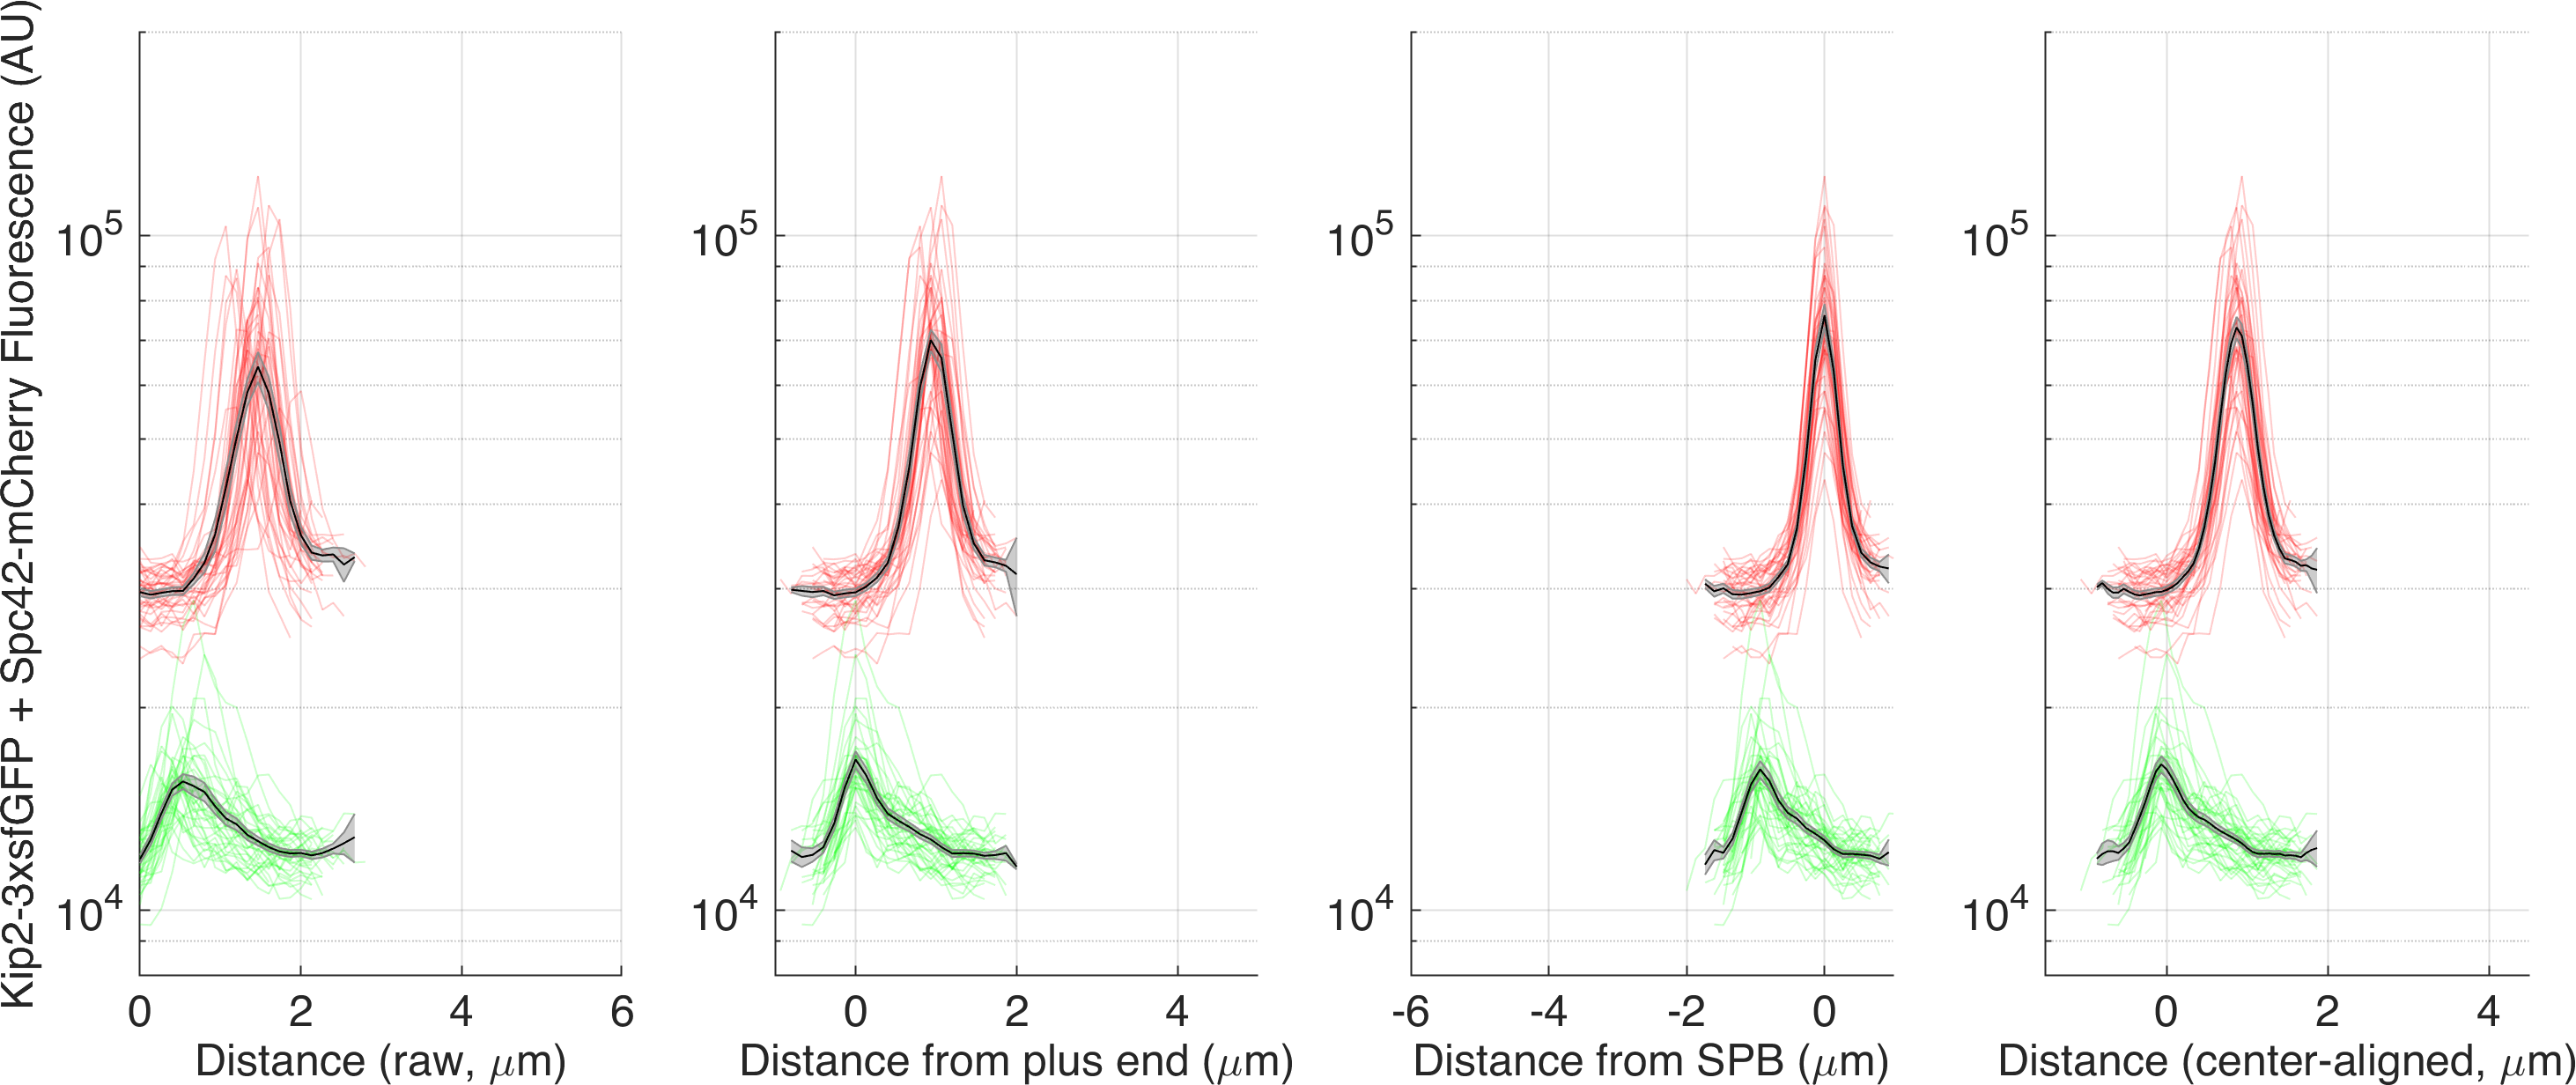 Kip2-3xsfGFP + Spc42-mCherry Fluorescence (AU)
10^5
10^4
0 2 4 6
Distance (raw, μm)
10^5
10^4
0 2 4
Distance from plus end (μm)
10^5
10^4
-6 -4 -2 0
Distance from SPB (μm)
10^5
10^4
0 2 4
Distance (center-aligned, μm)